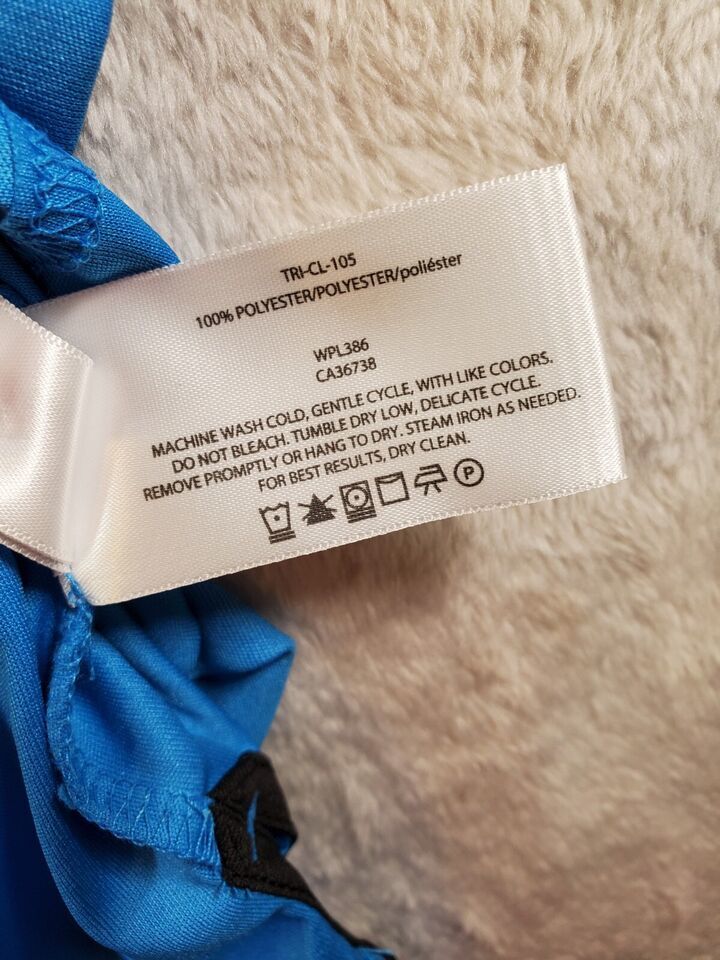 TRI-CL-105
100% POLYESTER/POLYESTER/poliéster
WPL386
CA36738
MACHINE WASH COLD, GENTLE CYCLE, WITH LIKE COLORS.
DO NOT BLEACH. TUMBLE DRY LOW, DELICATE CYCLE.
REMOVE PROMPTLY OR HANG TO DRY. STEAM IRON AS NEEDED.
FOR BEST RESULTS, DRY CLEAN.
P